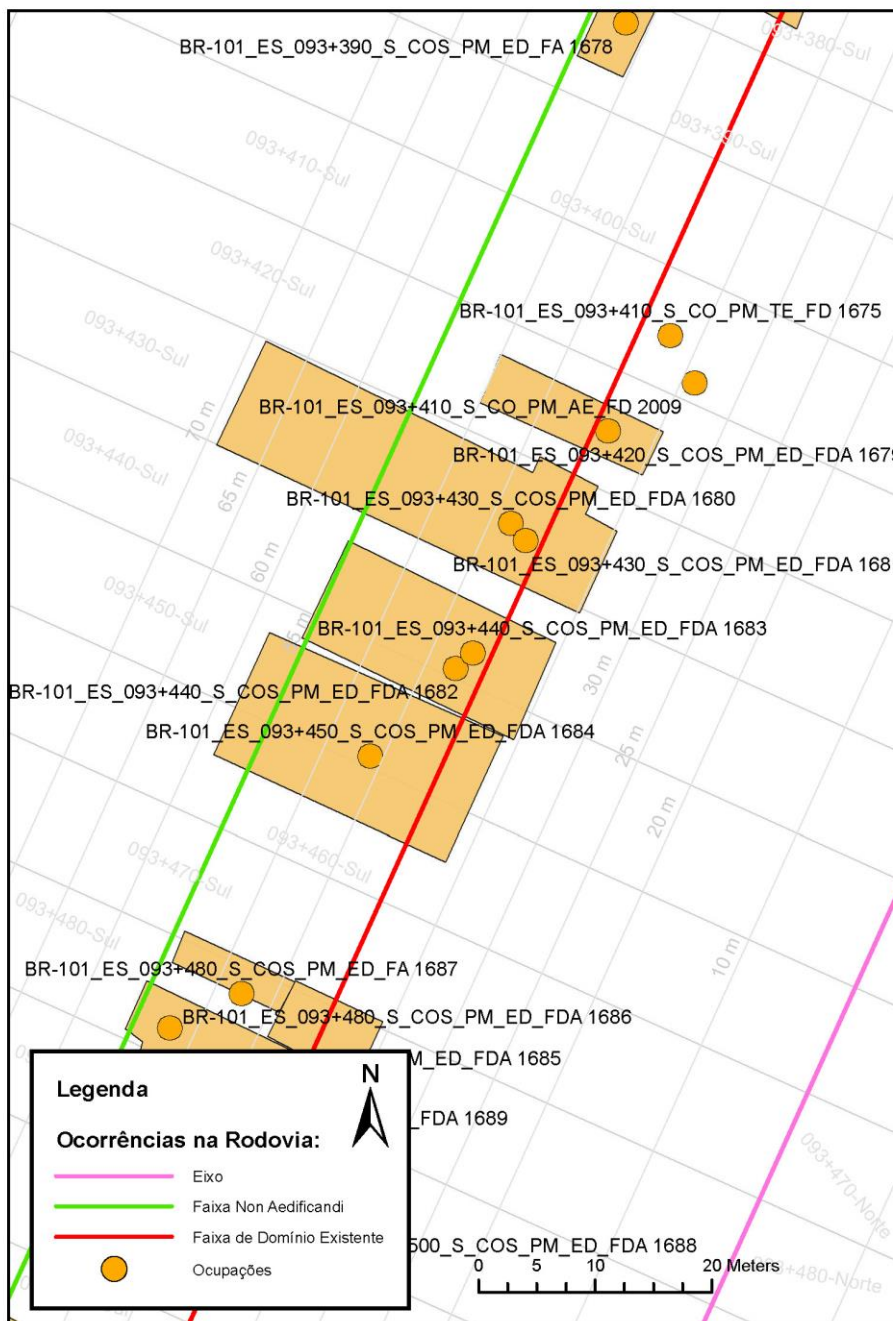 093+380-Sul
BR-101_ES_093+390_S_COS_PM_ED_FA 1678
093+390-Sul
093+410-Sul
093+400-Sul
093+420-Sul
BR-101_ES_093+410_S_CO_PM_TE_FD 1675
093+430-Sul
70 m
BR-101_ES_093+410_S_CO_PM_AE_FD 2009
093+440-Sul
BR-101_ES_093+420_S_COS_PM_ED_FDA 1679
65 m
BR-101_ES_093+430_S_COS_PM_ED_FDA 1680
60 m
BR-101_ES_093+430_S_COS_PM_ED_FDA 168
093+450-Sul
BR-101_ES_093+440_S_COS_PM_ED_FDA 1683
30 m
BR-101_ES_093+440_S_COS_PM_ED_FDA 1682
BR-101_ES_093+450_S_COS_PM_ED_FDA 1684
25 m
20 m
093+460-Sul
093+470-Sul
093+480-Sul
10 m
BR-101_ES_093+480_S_COS_PM_ED_FA 1687
BR-101_ES_093+480_S_COS_PM_ED_FDA 1686
M_ED_FDA 1685
_FDA 1689
500_S_COS_PM_ED_FDA 1688
093+470-Norte
093+480-Norte
Legenda
N
Ocorrências na Rodovia:
Eixo
Faixa Non Aedificandi
Faixa de Domínio Existente
Ocupações
0 5 10 20 Meters